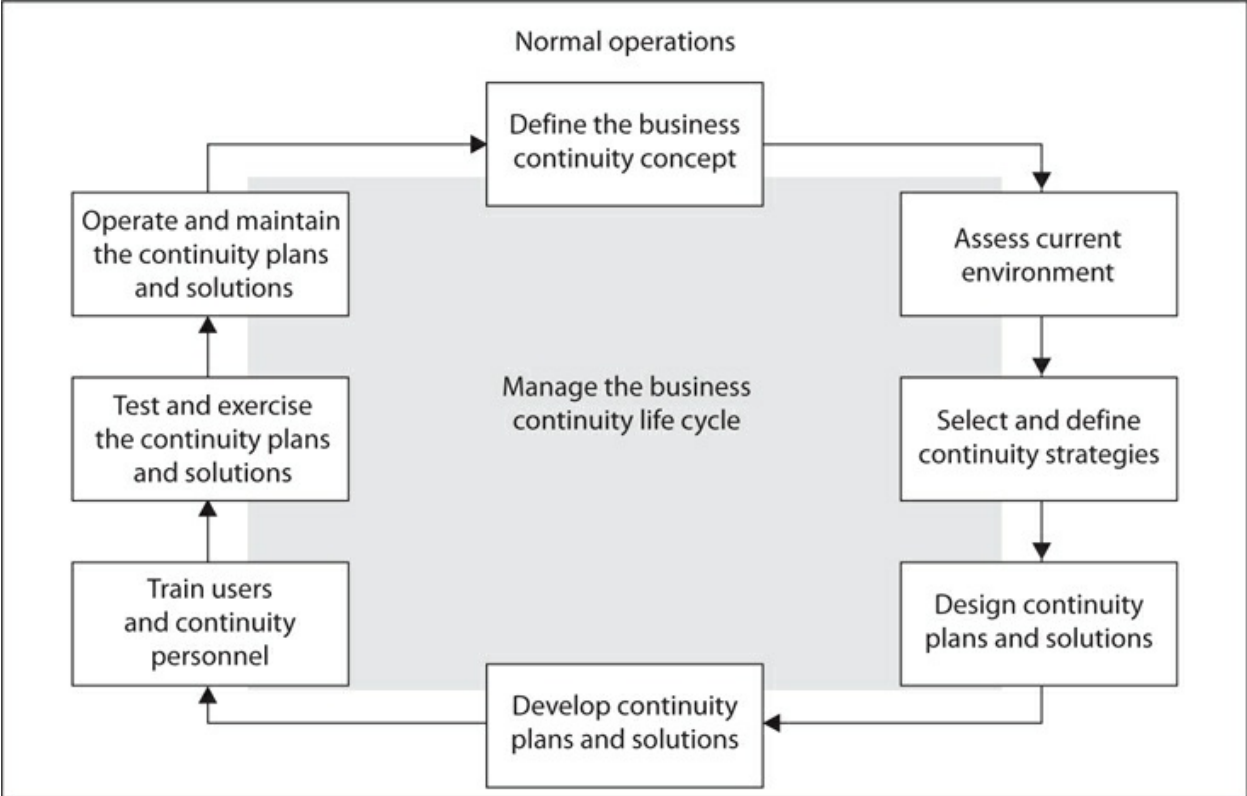 Normal operations
Define the business
continuity concept
Assess current
environment
Select and define
continuity strategies
Design continuity
plans and solutions
Develop continuity
plans and solutions
Train users
and continuity
personnel
Test and exercise
the continuity plans
and solutions
Operate and maintain
the continuity plans
and solutions
Manage the business
continuity life cycle